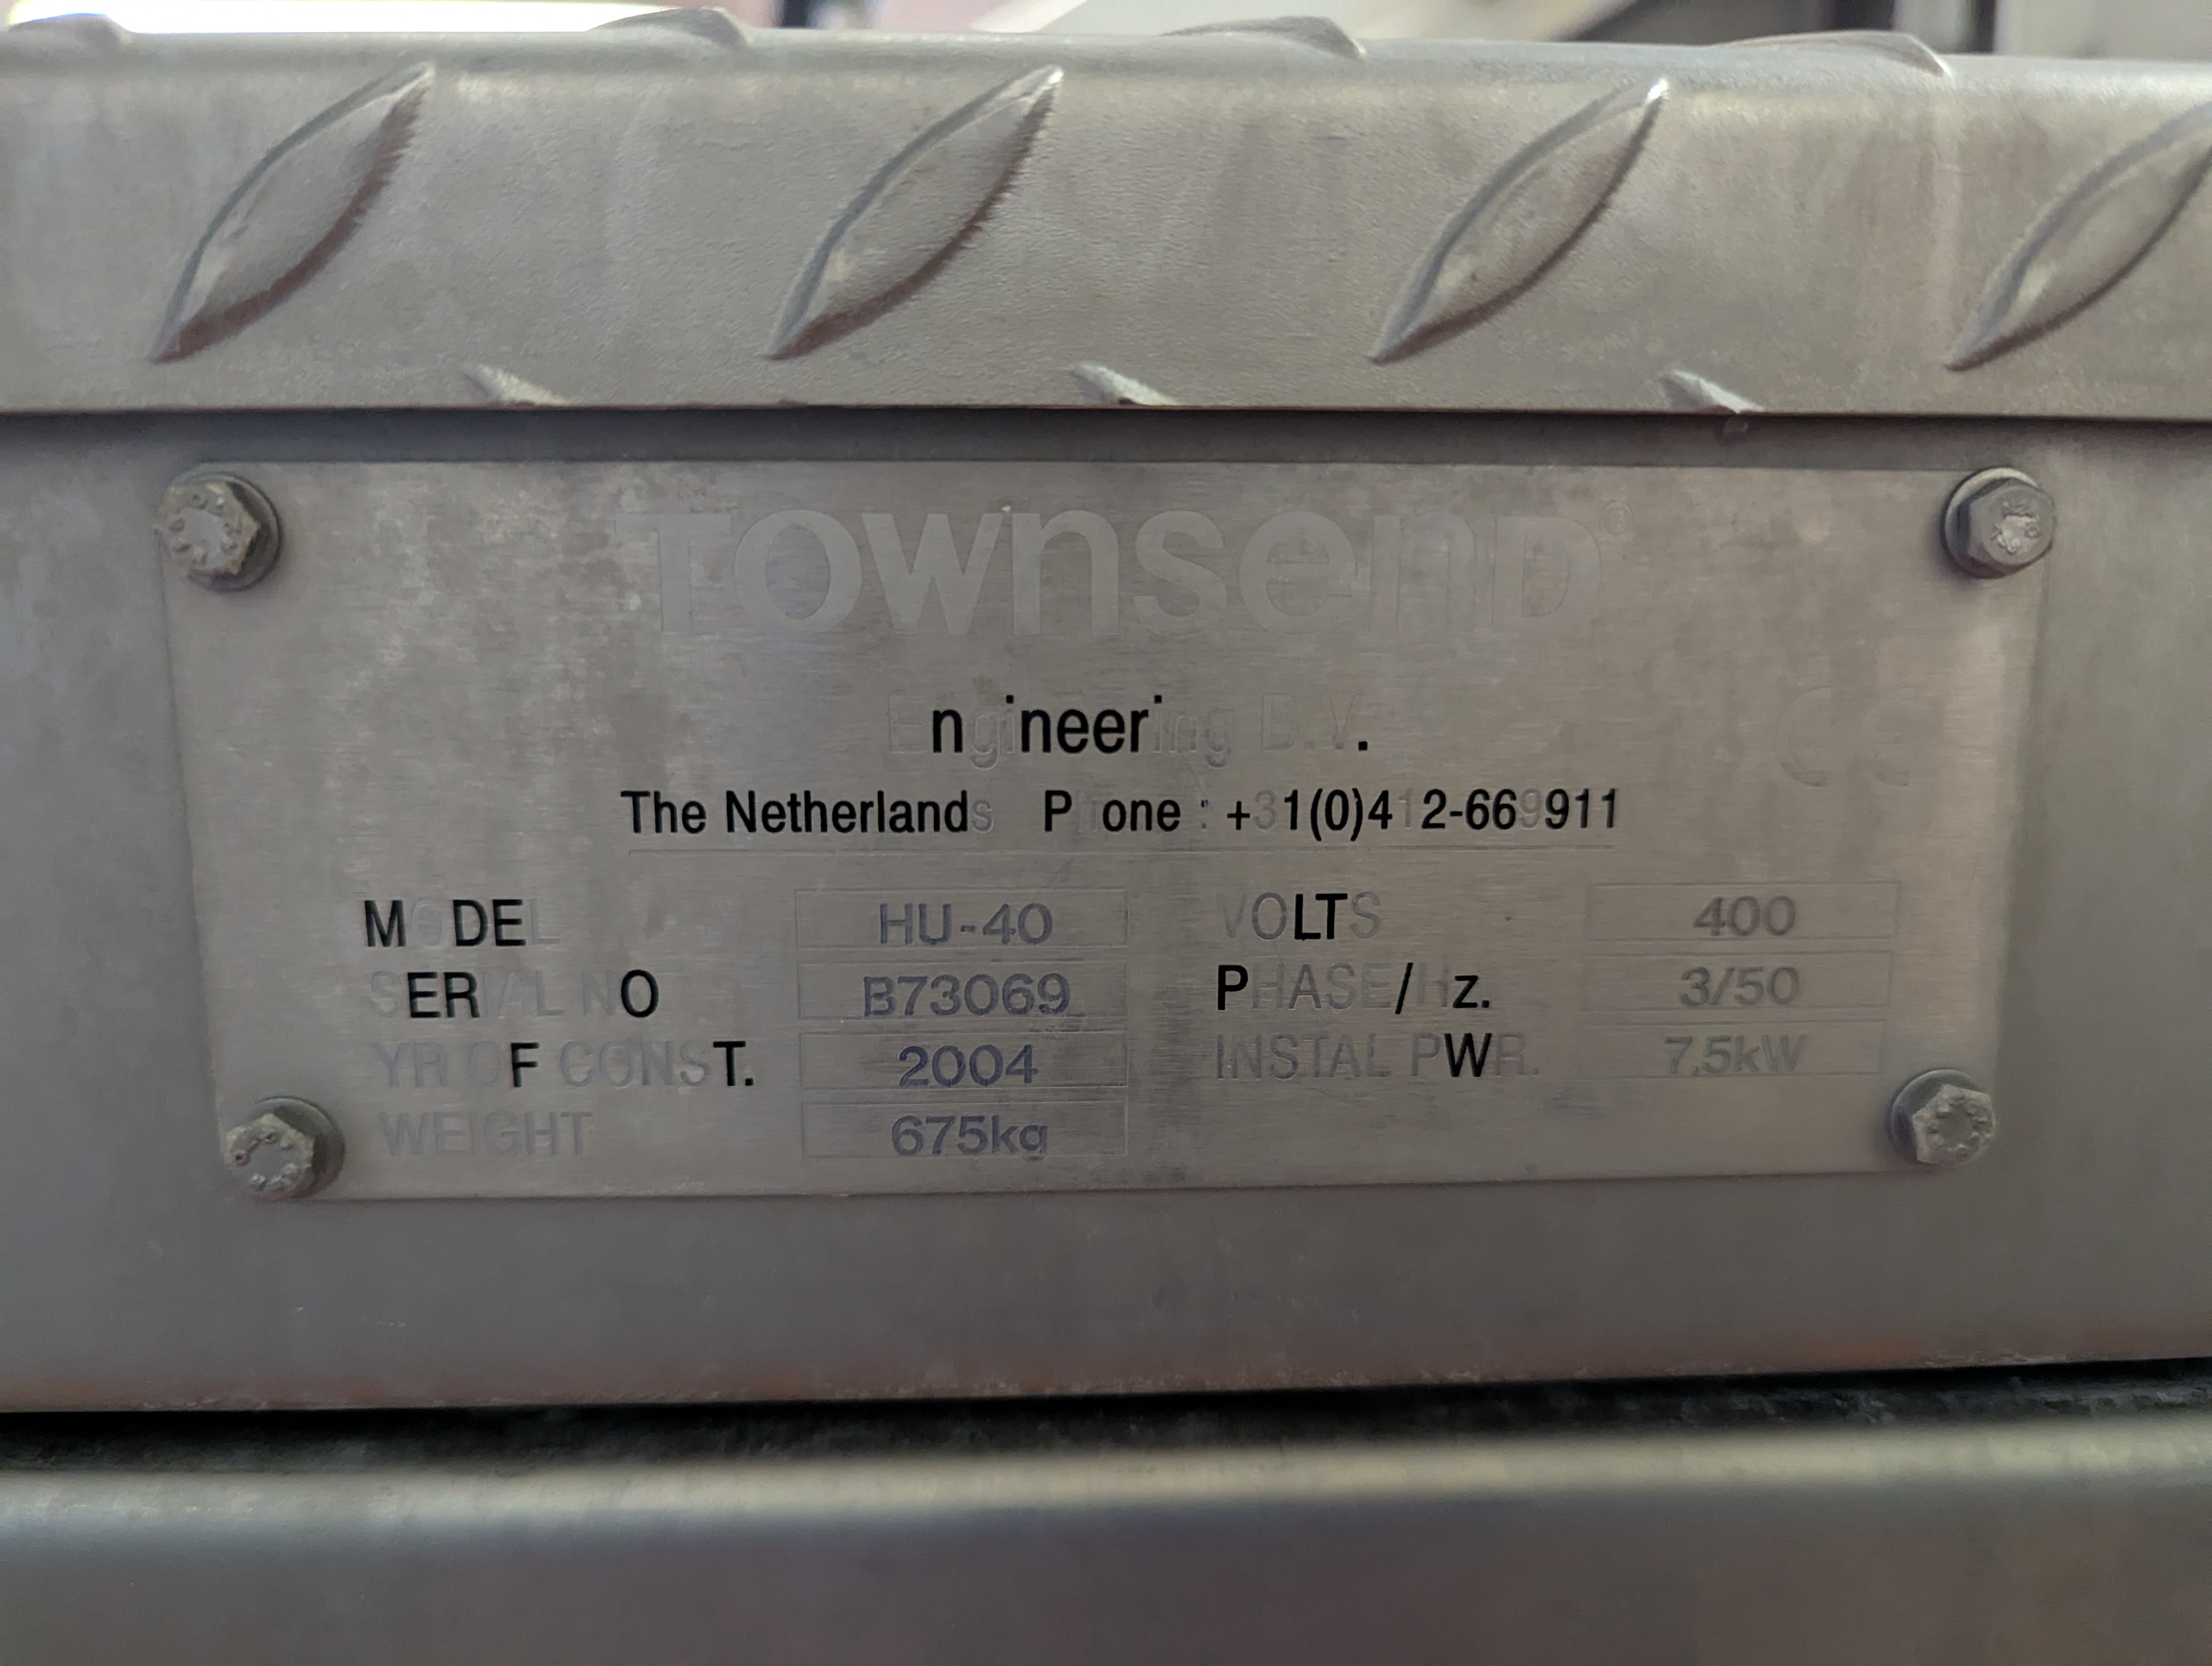 TOWNSEND®
Engineering B.V.
CE
The Netherlands Phone : +31(0)412-669911
MODEL HU-40 VOLTS 400
SERIAL NO B73069 PHASE/Hz. 3/50
YR OF CONST. 2004 INSTAL PWR. 7,5kW
WEIGHT 675kg